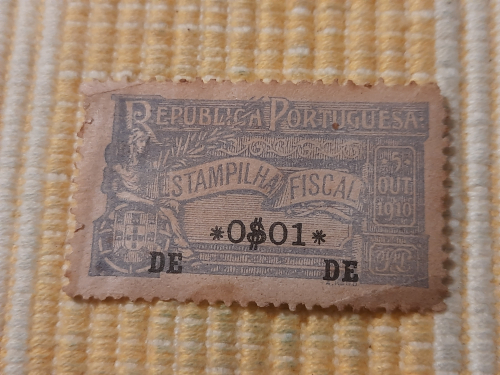 REPUBLICA PORTUGUESA
ESTAMPILHA FISCAL
5
OUT
1910
*0$01*
DE DE